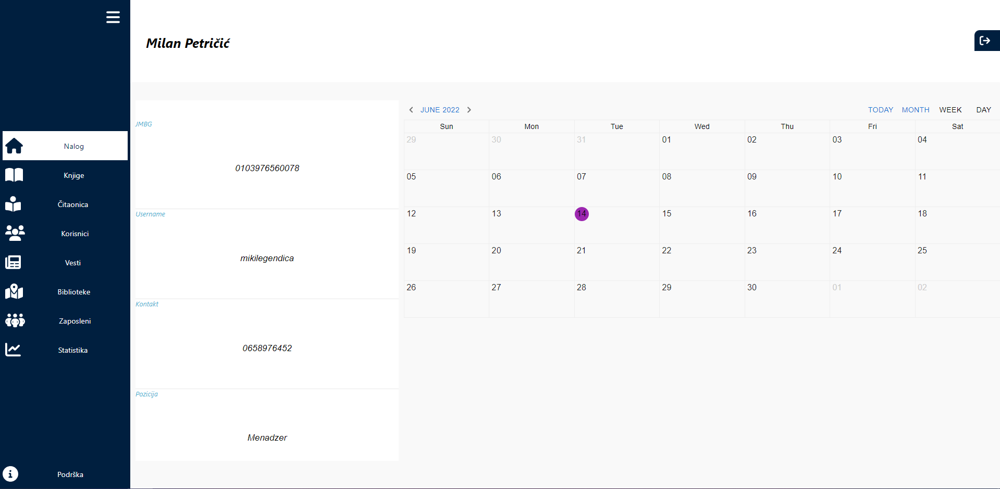 Milan Petričić
Nalog
Knjige
Čitaonica
Korisnici
Vesti
Biblioteke
Zaposleni
Statistika
Podrška
JMBG
0103976560078
Username
mikilegendica
Kontakt
0658976452
Pozicija
Menadzer
JUNE 2022 TODAY MONTH WEEK DAY
Sun Mon Tue Wed Thu Fri Sat
29 30 31 01 02 03 04
05 06 07 08 09 10 11
12 13 14 15 16 17 18
19 20 21 22 23 24 25
26 27 28 29 30 01 02